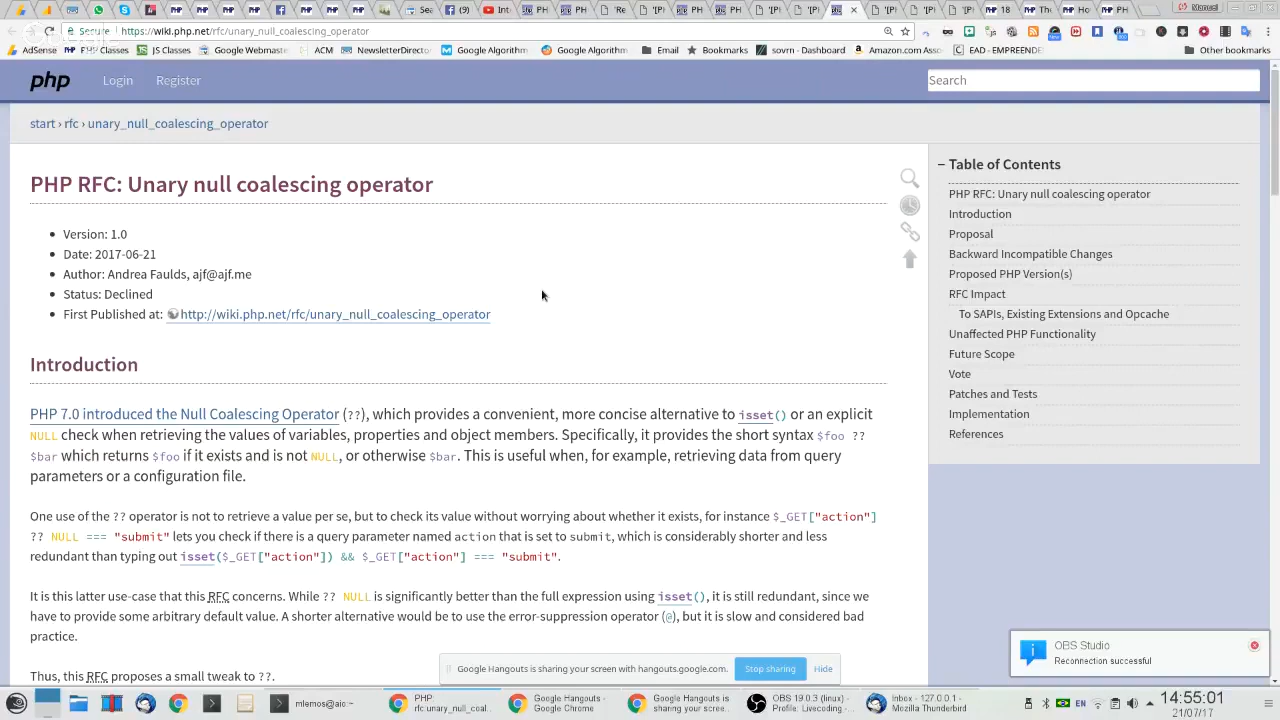 Sea
(9)
Int
PH
'Re
'[P
PH
PH
'[P
'[P
18
The
Ho
PH
Secure
https://wiki.php.net/rfc/unary_null_coalescing_operator
AdSense
PHP Classes
JS Classes
Google Webmaste
ACM
NewsletterDirector
Google Algorithm
Google Algorithm
Email
Bookmarks
sovrn - Dashboard
Amazon.com Assoc
EAD - EMPREENDE
Other bookmarks
php
Login
Register
Search
start › rfc › unary_null_coalescing_operator
PHP RFC: Unary null coalescing operator
• Version: 1.0
• Date: 2017-06-21
• Author: Andrea Faulds, ajf@ajf.me
• Status: Declined
• First Published at: http://wiki.php.net/rfc/unary_null_coalescing_operator
Introduction
PHP 7.0 introduced the Null Coalescing Operator (??), which provides a convenient, more concise alternative to isset() or an explicit
NULL check when retrieving the values of variables, properties and object members. Specifically, it provides the short syntax $foo ??
$bar which returns $foo if it exists and is not NULL, or otherwise $bar. This is useful when, for example, retrieving data from query
parameters or a configuration file.
One use of the ?? operator is not to retrieve a value per se, but to check its value without worrying about whether it exists, for instance $_GET["action"]
?? NULL === "submit" lets you check if there is a query parameter named action that is set to submit, which is considerably shorter and less
redundant than typing out isset($_GET["action"]) && $_GET["action"] === "submit".
It is this latter use-case that this RFC concerns. While ?? NULL is significantly better than the full expression using isset(), it is still redundant, since we
have to provide some arbitrary default value. A shorter alternative would be to use the error-suppression operator (@), but it is slow and considered bad
practice.
Thus, this RFC proposes a small tweak to ??.
− Table of Contents
PHP RFC: Unary null coalescing operator
Introduction
Proposal
Backward Incompatible Changes
Proposed PHP Version(s)
RFC Impact
To SAPIs, Existing Extensions and Opcache
Unaffected PHP Functionality
Future Scope
Vote
Patches and Tests
Implementation
References
OBS Studio
Reconnection successful
Google Hangouts is sharing your screen with hangouts.google.com.
Stop sharing
Hide
mlemos@aic:~
PHP:
rfc:unary_null_coal...
Google Hangouts -
Google Chrome
Google Hangouts is
sharing your scree...
OBS 19.0.3 (linux) -
Profile: Livecoding...
Inbox - 127.0.0.1 -
Mozilla Thunderbird
EN
14:55:01
21/07/17